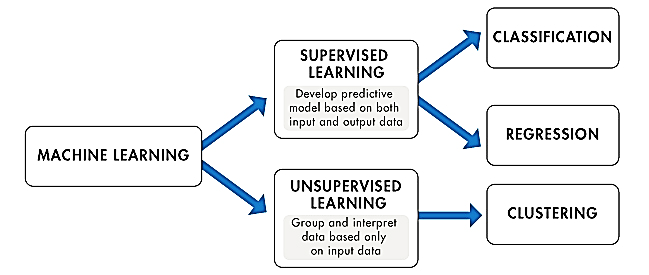 MACHINE LEARNING
SUPERVISED
LEARNING
Develop predictive
model based on both
input and output data
CLASSIFICATION
REGRESSION
UNSUPERVISED
LEARNING
Group and interpret
data based only
on input data
CLUSTERING